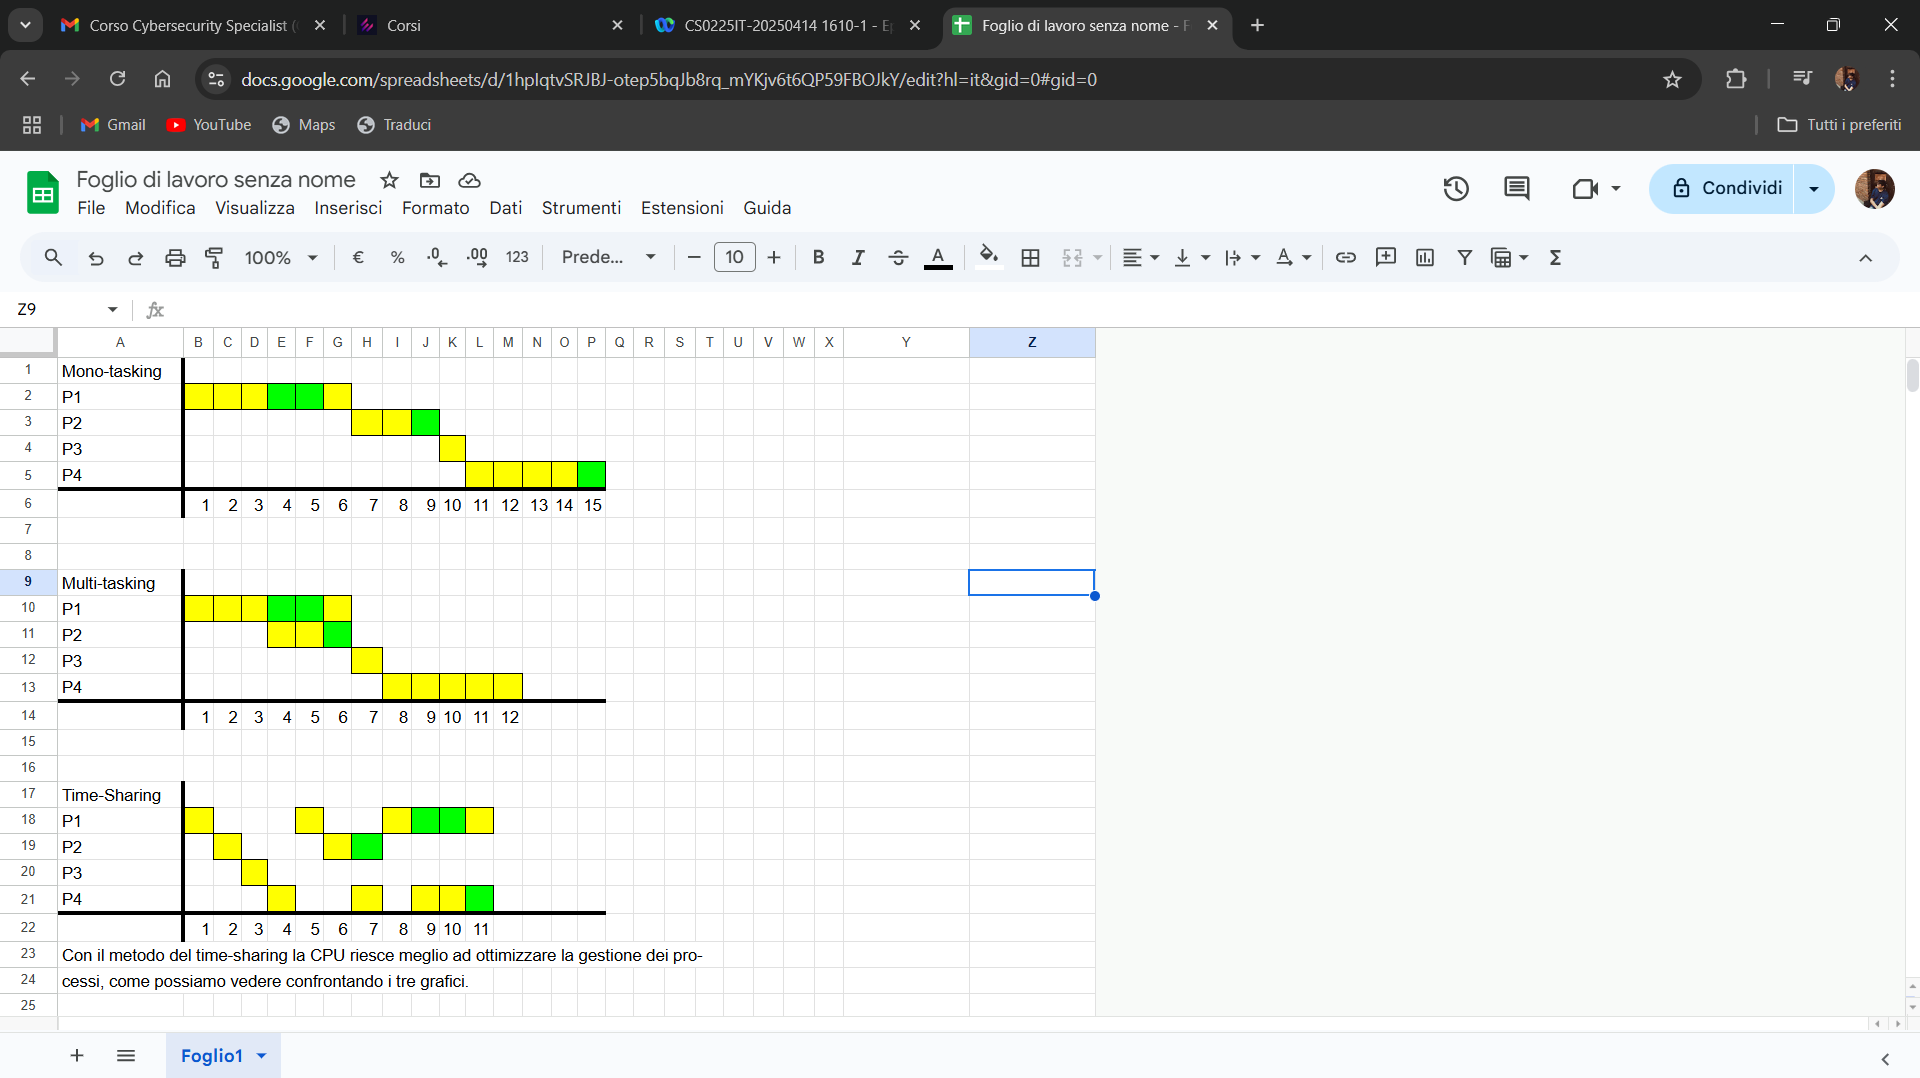 Corso Cybersecurity Specialist (
Corsi
CS0225IT-20250414 1610-1 - E
Foglio di lavoro senza nome - F
docs.google.com/spreadsheets/d/1hpIqtvSRJBJ-otep5bqJb8rq_mYKjv6t6QP59FBOJkY/edit?hl=it&gid=0#gid=0
Gmail YouTube Maps Traduci Tutti i preferiti
Foglio di lavoro senza nome
File Modifica Visualizza Inserisci Formato Dati Strumenti Estensioni Guida
Condividi
100% € % .0 .00 123 Prede... 10 B I S A A Σ
Z9 fx
A B C D E F G H I J K L M N O P Q R S T U V W X Y Z
1 Mono-tasking
2 P1
3 P2
4 P3
5 P4
6 1 2 3 4 5 6 7 8 9 10 11 12 13 14 15
7
8
9 Multi-tasking
10 P1
11 P2
12 P3
13 P4
14 1 2 3 4 5 6 7 8 9 10 11 12
15
16
17 Time-Sharing
18 P1
19 P2
20 P3
21 P4
22 1 2 3 4 5 6 7 8 9 10 11
23 Con il metodo del time-sharing la CPU riesce meglio ad ottimizzare la gestione dei pro-
24 cessi, come possiamo vedere confrontando i tre grafici.
25
Foglio1